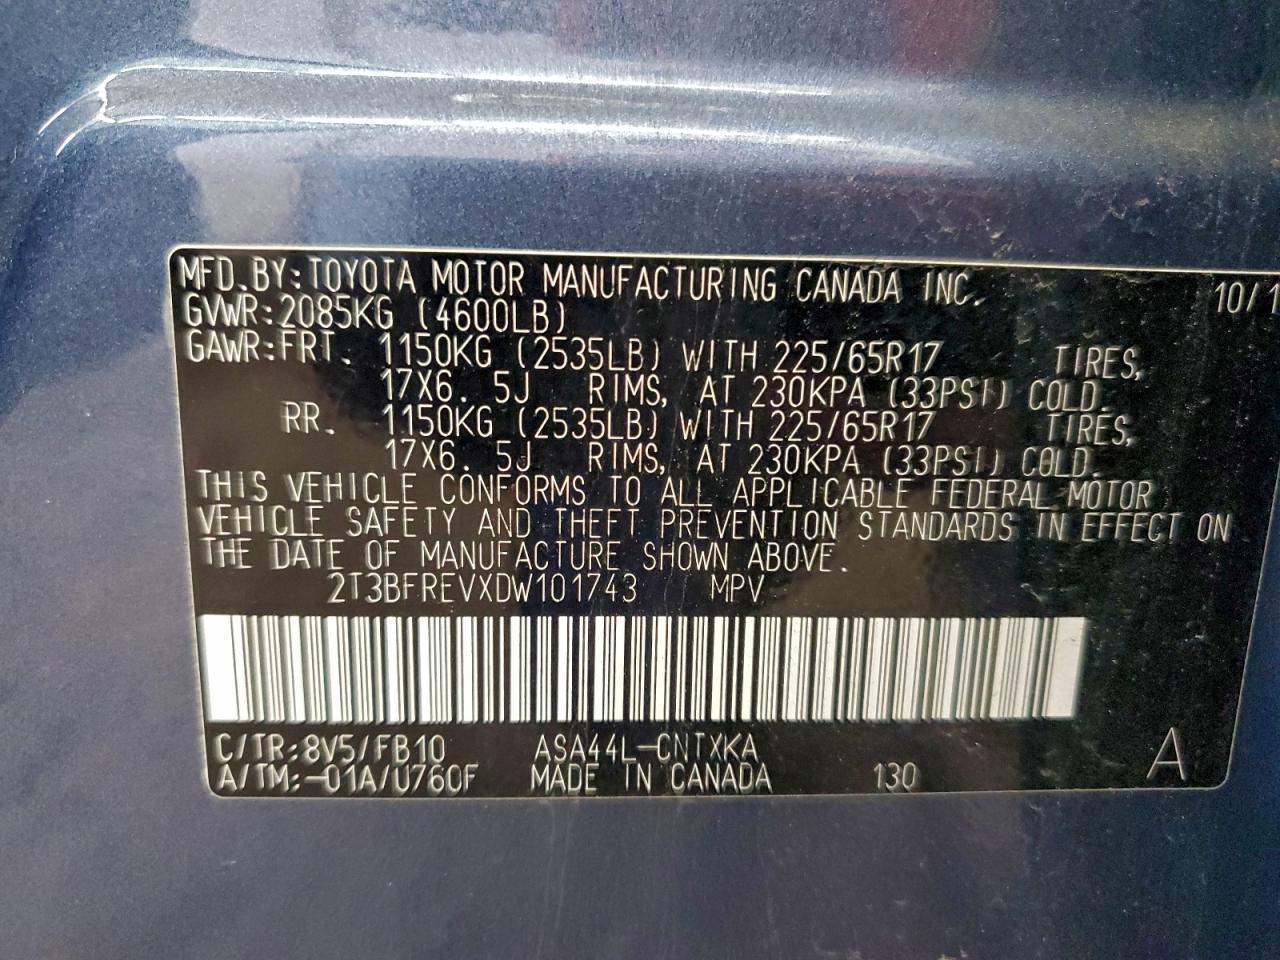 MFD.BY:TOYOTA MOTOR MANUFACTURING CANADA INC. 10/1
GVWR:2085KG (4600LB)
GAWR:FRT. 1150KG (2535LB) WITH 225/65R17 TIRES,
17X6. 5J RIMS, AT 230KPA (33PSI) COLD.
RR. 1150KG (2535LB) WITH 225/65R17 TIRES,
17X6. 5J RIMS, AT 230KPA (33PSI) COLD.
THIS VEHICLE CONFORMS TO ALL APPLICABLE FEDERAL MOTOR
VEHICLE SAFETY AND THEFT PREVENTION STANDARDS IN EFFECT ON
THE DATE OF MANUFACTURE SHOWN ABOVE.
2T3BFREVXDW101743 MPV
C/TR:8V5/FB10 ASA44L-CNTXKA A
A/TM:-01A/U760F MADE IN CANADA 130